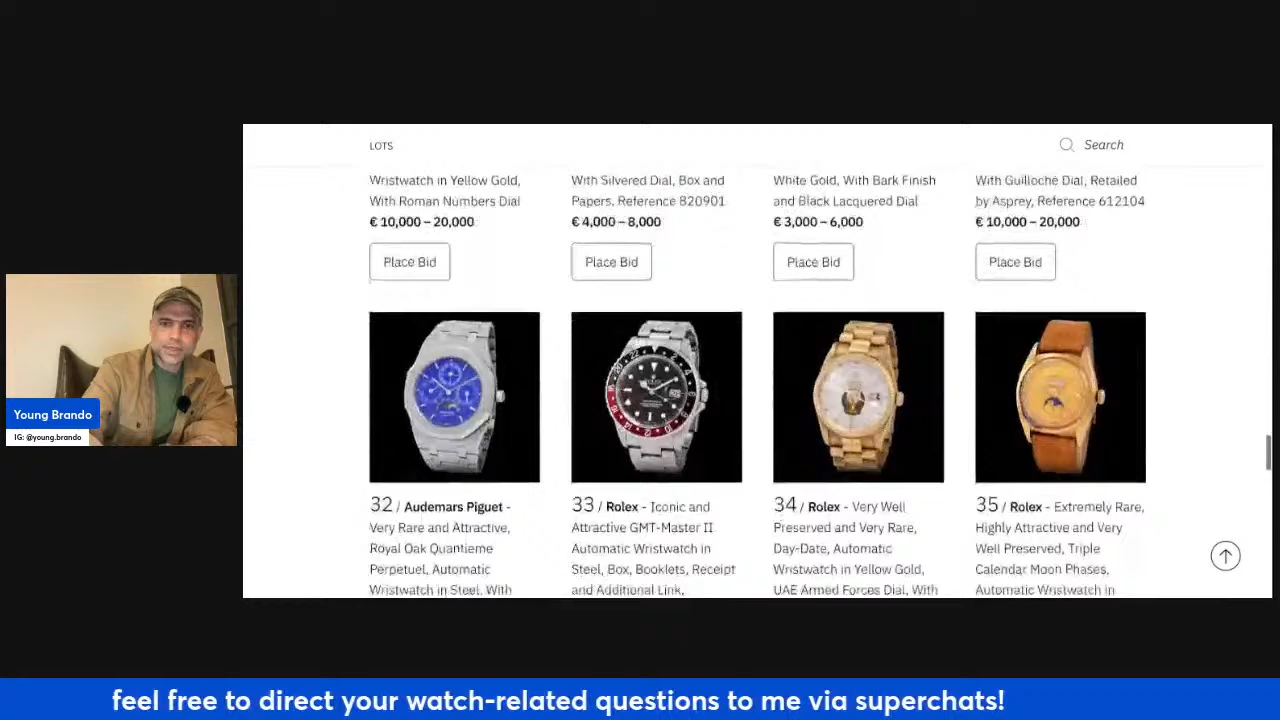 LOTS
Search
Wristwatch in Yellow Gold,
With Roman Numbers Dial
€ 10,000 – 20,000
Place Bid
With Silvered Dial, Box and
Papers, Reference 820901
€ 4,000 – 8,000
Place Bid
White Gold, With Bark Finish
and Black Lacquered Dial
€ 3,000 – 6,000
Place Bid
With Guilloché Dial, Retailed
by Asprey, Reference 612104
€ 10,000 – 20,000
Place Bid
32 / Audemars Piguet -
Very Rare and Attractive,
Royal Oak Quantieme
Perpetuel, Automatic
Wristwatch in Steel, With
33 / Rolex - Iconic and
Attractive GMT-Master II
Automatic Wristwatch in
Steel, Box, Booklets, Receipt
and Additional Link,
34 / Rolex - Very Well
Preserved and Very Rare,
Day-Date, Automatic
Wristwatch in Yellow Gold,
UAE Armed Forces Dial, With
35 / Rolex - Extremely Rare,
Highly Attractive and Very
Well Preserved, Triple
Calendar Moon Phases,
Automatic Wristwatch in
Young Brando
IG: @young.brando
feel free to direct your watch-related questions to me via superchats!